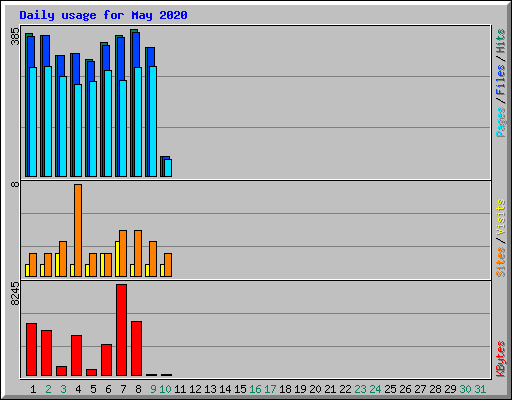 Daily usage for May 2020
385
Pages/Files/Hits
8
Sites/Visits
8245
KBytes
1 2 3 4 5 6 7 8 9 10 11 12 13 14 15 16 17 18 19 20 21 22 23 24 25 26 27 28 29 30 31